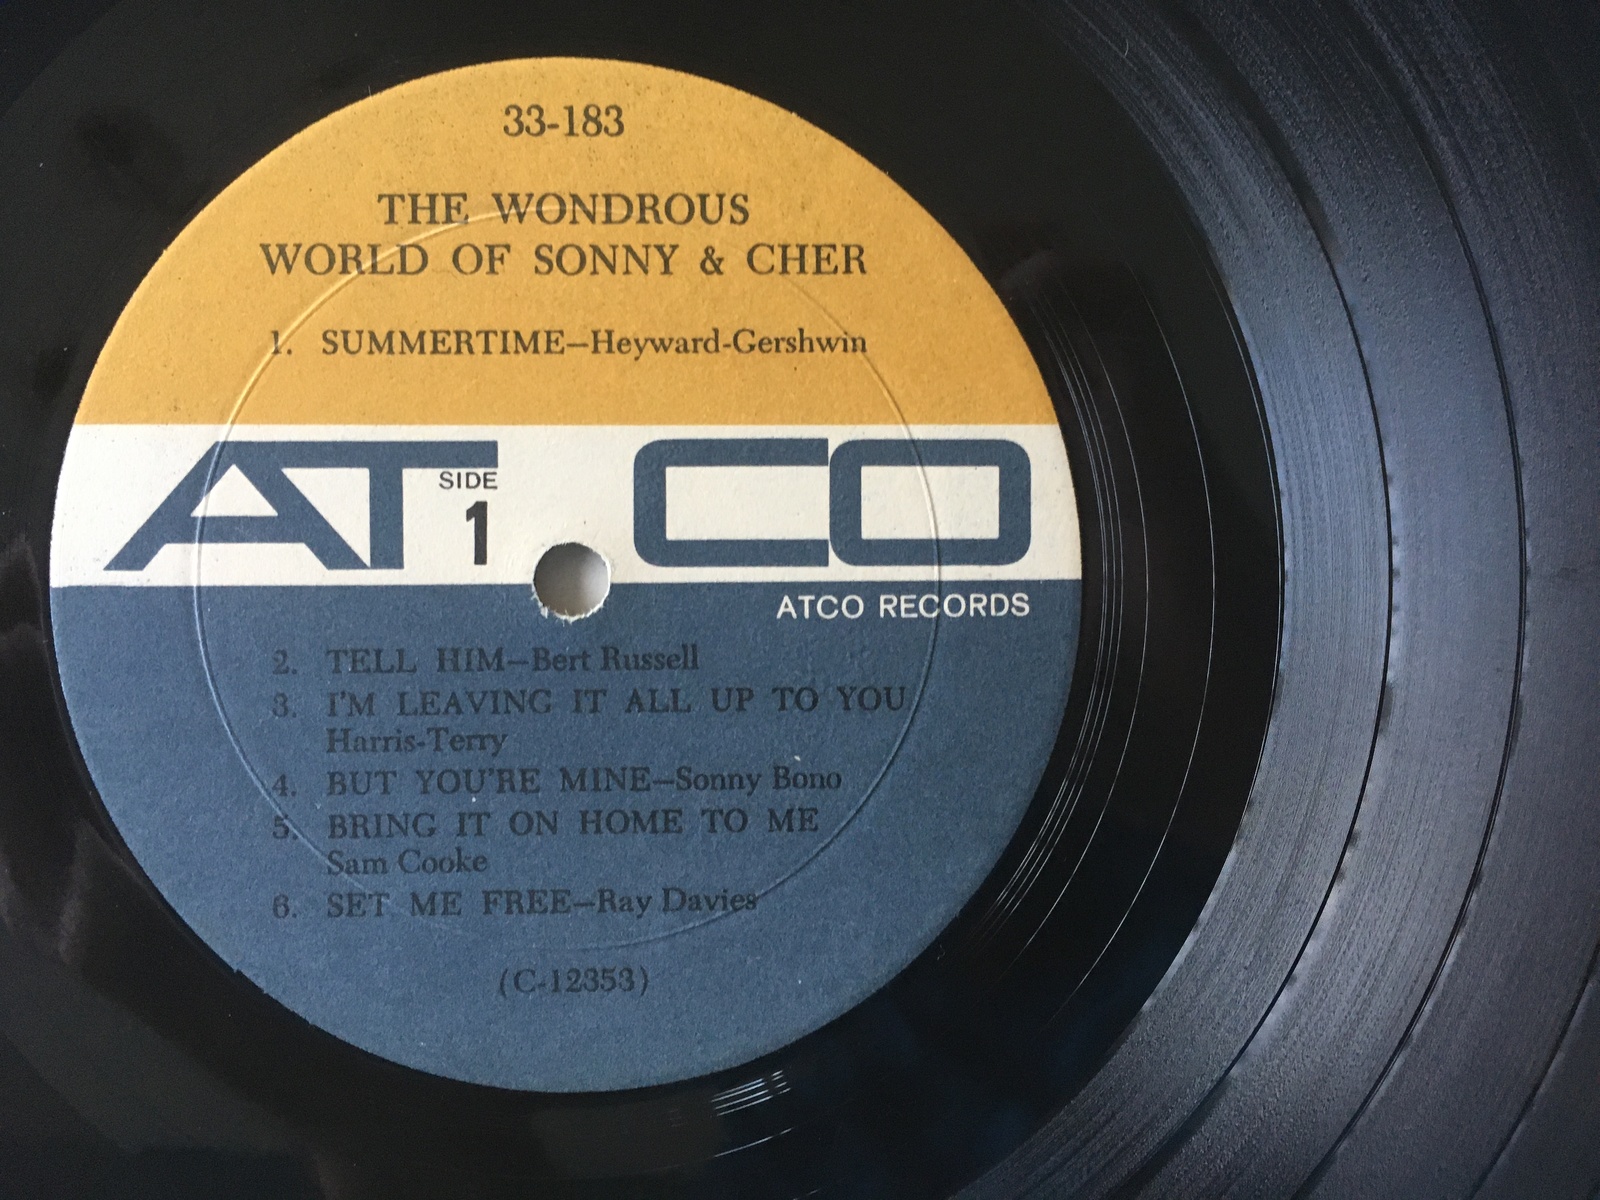 33-183
THE WONDROUS
WORLD OF SONNY & CHER
1. SUMMERTIME—Heyward-Gershwin
ATCO
SIDE
1
ATCO RECORDS
2. TELL HIM—Bert Russell
3. I'M LEAVING IT ALL UP TO YOU
Harris-Terry
4. BUT YOU'RE MINE—Sonny Bono
5. BRING IT ON HOME TO ME
Sam Cooke
6. SET ME FREE—Ray Davies
(C-12353)